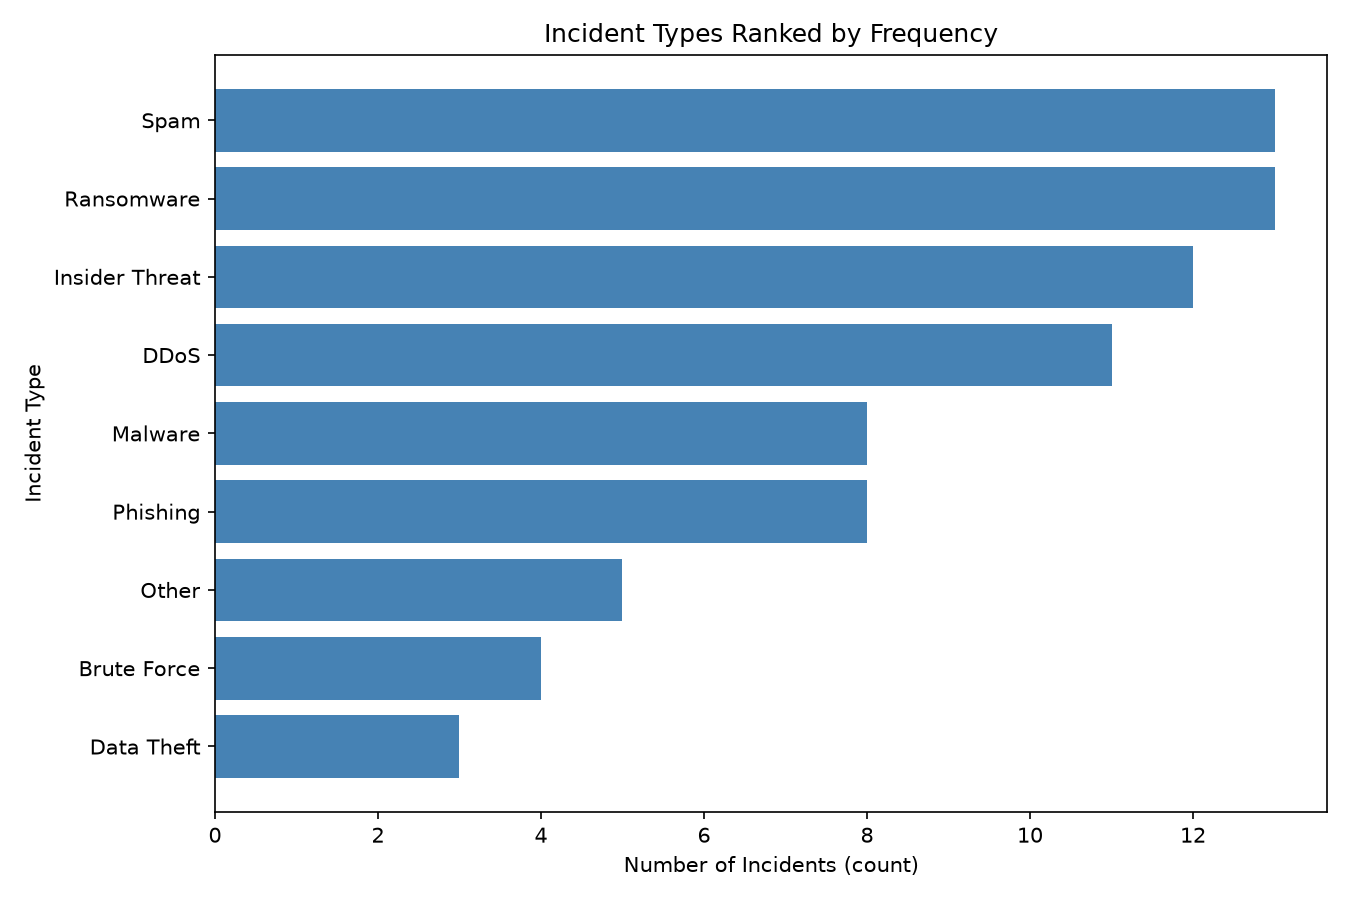 Incident Types Ranked by Frequency
Incident Type
Spam
Ransomware
Insider Threat
DDoS
Malware
Phishing
Other
Brute Force
Data Theft
0 2 4 6 8 10 12
Number of Incidents (count)